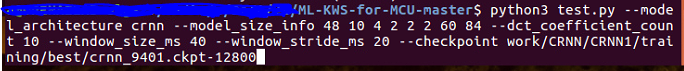 /ML-KWS-for-MCU-master$ python3 test.py --mode
l_architecture crnn --model_size_info 48 10 4 2 2 2 60 84 --dct_coefficient_coun
t 10 --window_size_ms 40 --window_stride_ms 20 --checkpoint work/CRNN/CRNN1/trai
ning/best/crnn_9401.ckpt-12800